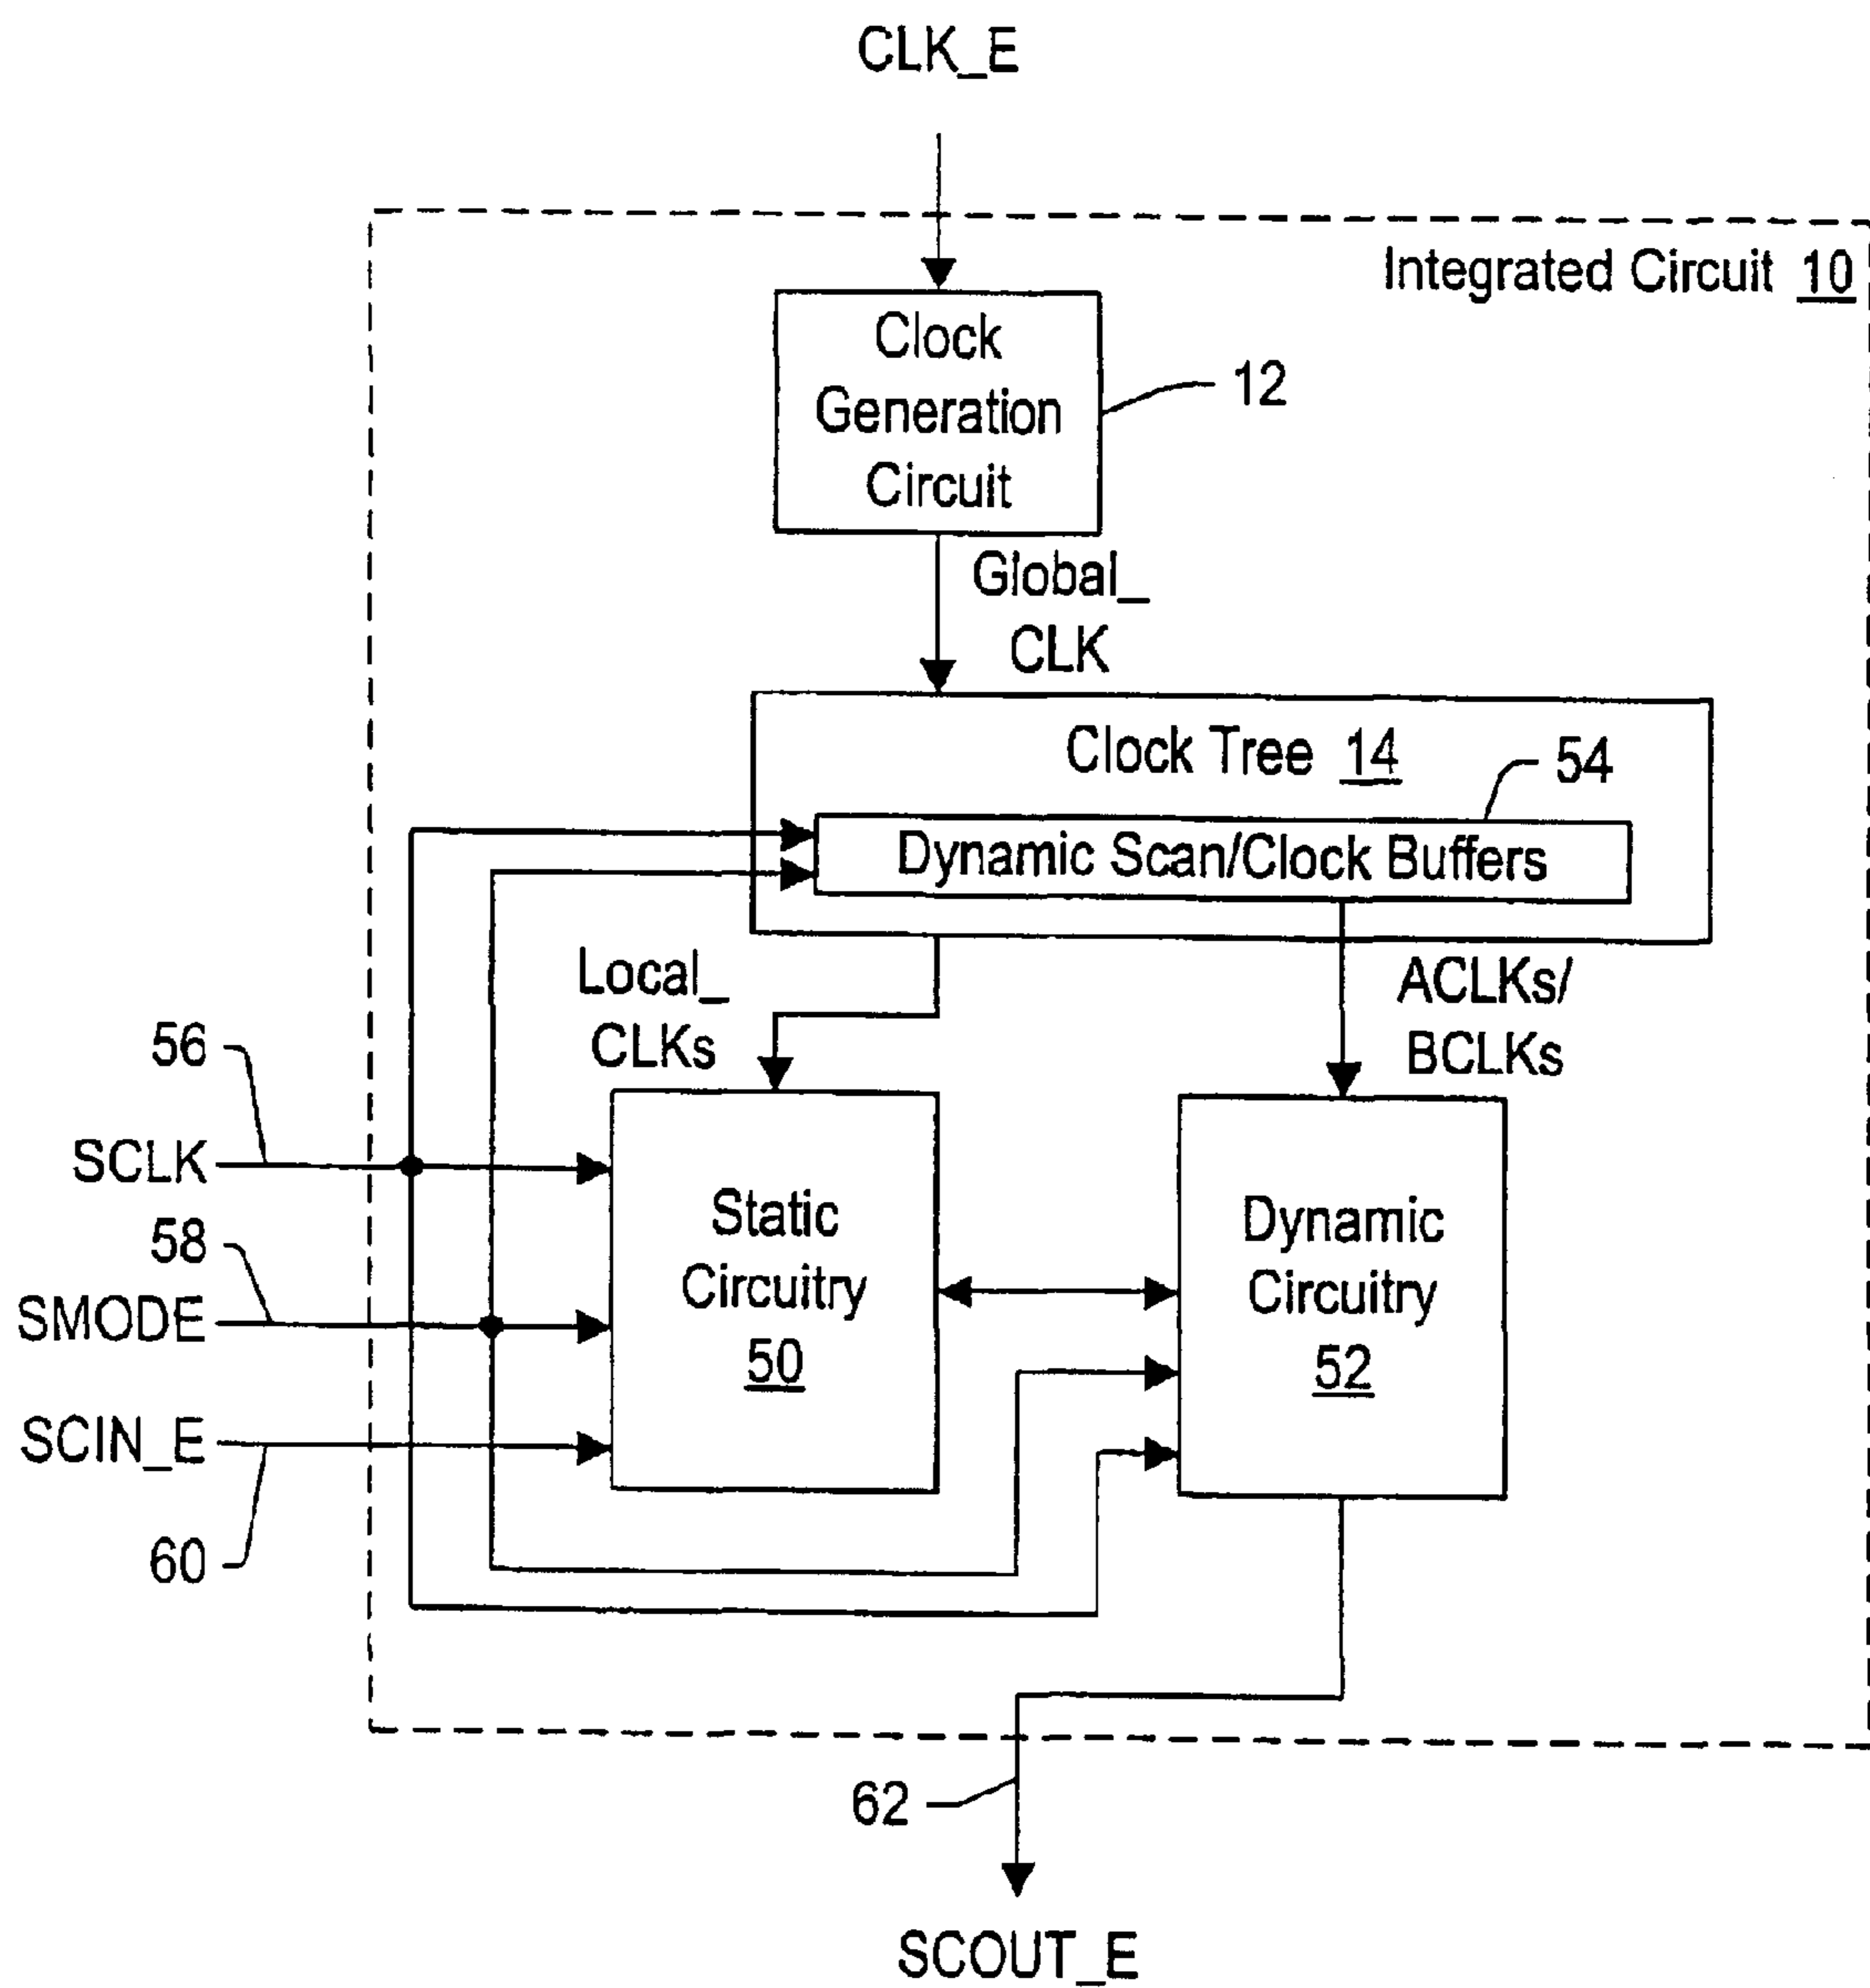 CLK_E
Integrated Circuit 10
Clock
Generation
Circuit
12
Global_
CLK
Clock Tree 14
54
Dynamic Scan/Clock Buffers
Local_
CLKs
ACLKs/
BCLKs
56
SCLK
58
SMODE
SCIN_E
60
Static
Circuitry
50
Dynamic
Circuitry
52
62
SCOUT_E